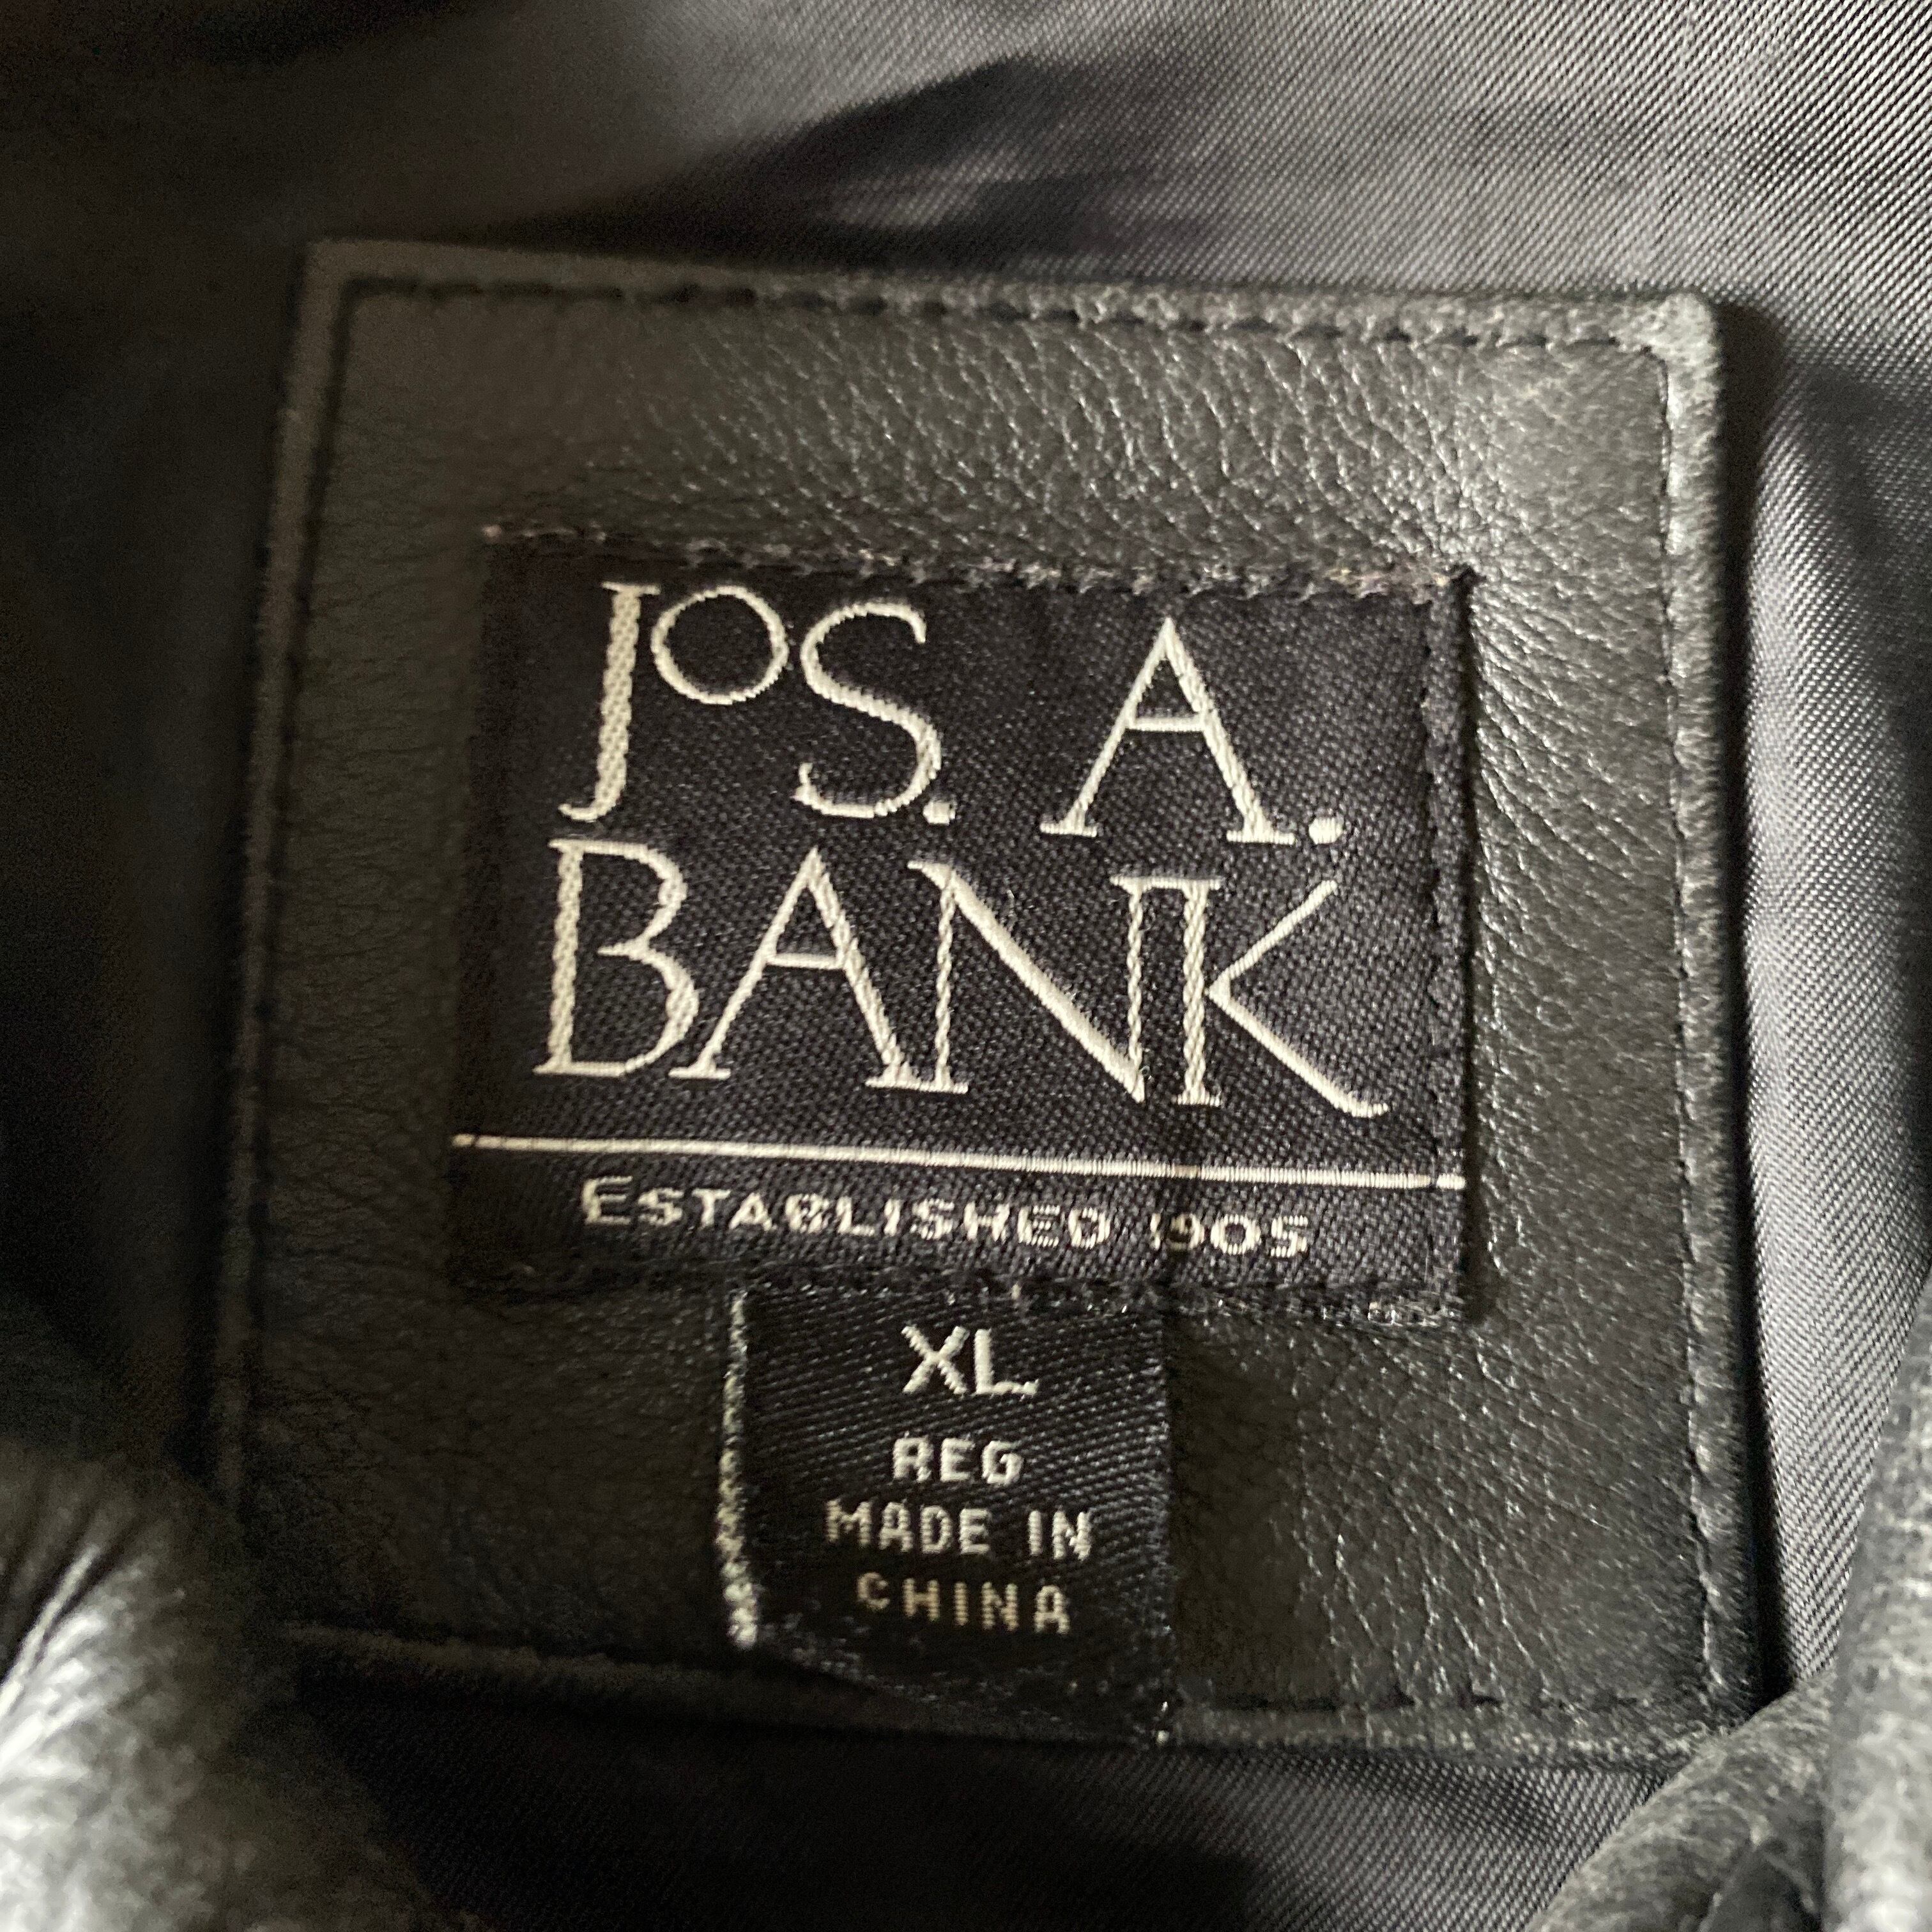 JOS. A.
BANK
ESTABLISHED 1905
XL
REG
MADE IN
CHINA